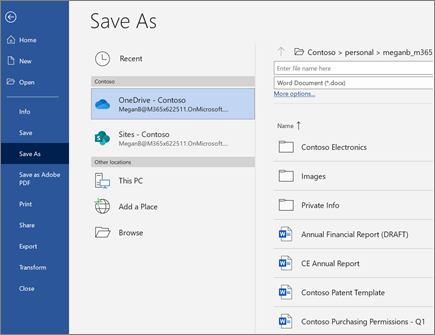 Save As
Home
New
Open
Info
Save
Save As
Save as Adobe
PDF
Print
Share
Export
Transform
Close
Recent
Contoso
OneDrive - Contoso
MeganB@M365x622511.OnMicrosoft....
Sites - Contoso
MeganB@M365x622511.OnMicrosoft....
Other locations
This PC
Add a Place
Browse
Contoso > personal > meganb_m365
Enter file name here
Word Document (*.docx)
More options...
Name ↑
Contoso Electronics
Images
Private Info
Annual Financial Report (DRAFT)
CE Annual Report
Contoso Patent Template
Contoso Purchasing Permissions - Q1